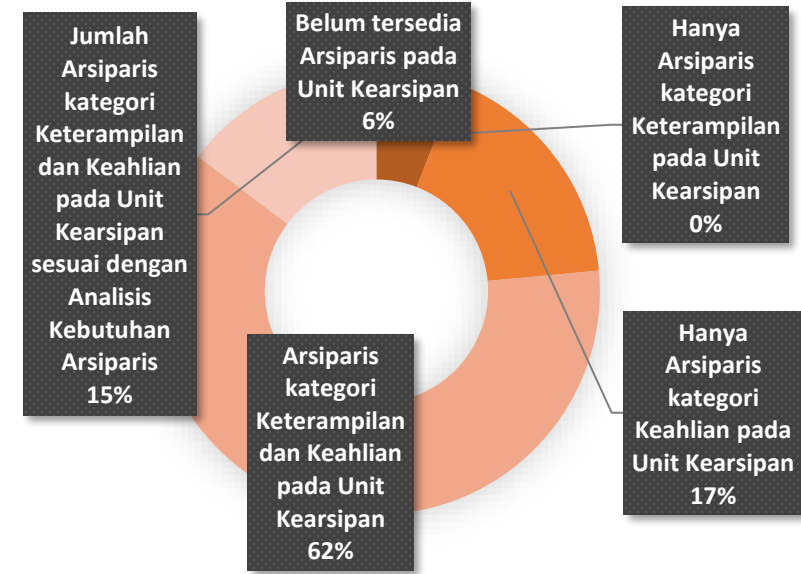 Jumlah
Arsiparis
kategori
Keterampilan
dan Keahlian
pada Unit
Kearsipan
sesuai dengan
Analisis
Kebutuhan
Arsiparis
15%
Belum tersedia
Arsiparis pada
Unit Kearsipan
6%
Hanya
Arsiparis
kategori
Keterampilan
pada Unit
Kearsipan
0%
Arsiparis
kategori
Keterampilan
dan Keahlian
pada Unit
Kearsipan
62%
Hanya
Arsiparis
kategori
Keahlian pada
Unit Kearsipan
17%